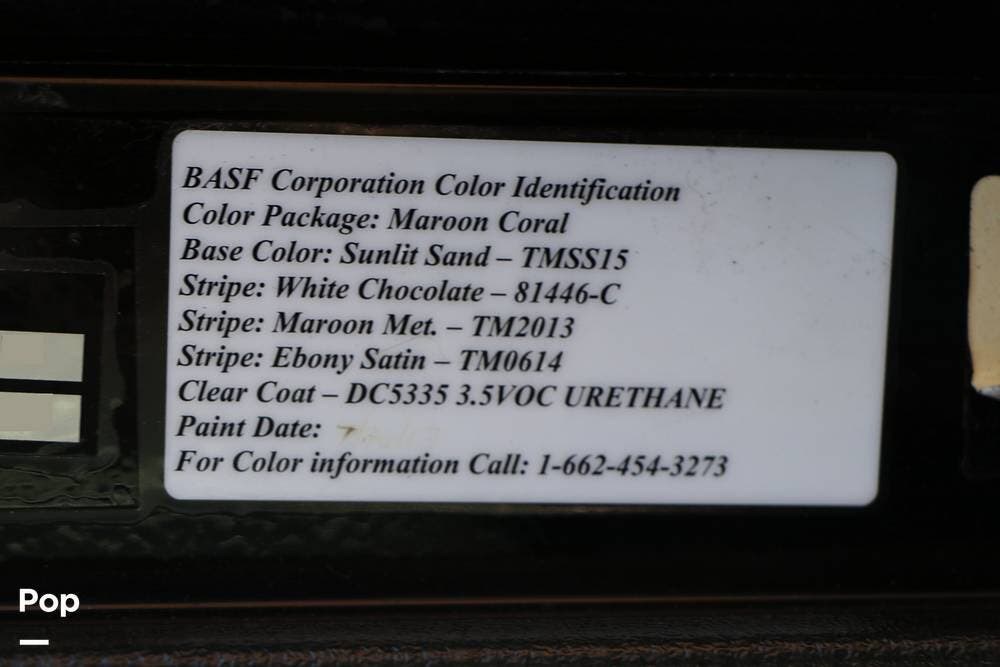 BASF Corporation Color Identification
Color Package: Maroon Coral
Base Color: Sunlit Sand – TMSS15
Stripe: White Chocolate – 81446-C
Stripe: Maroon Met. – TM2013
Stripe: Ebony Satin – TM0614
Clear Coat – DC5335 3.5VOC URETHANE
Paint Date:
For Color information Call: 1-662-454-3273
Pop